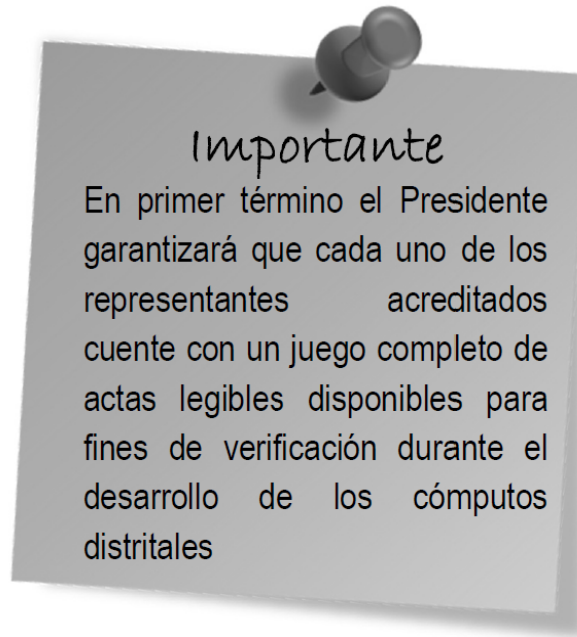 Importante
En primer término el Presidente
garantizará que cada uno de los
representantes acreditados
cuente con un juego completo de
actas legibles disponibles para
fines de verificación durante el
desarrollo de los cómputos
distritales